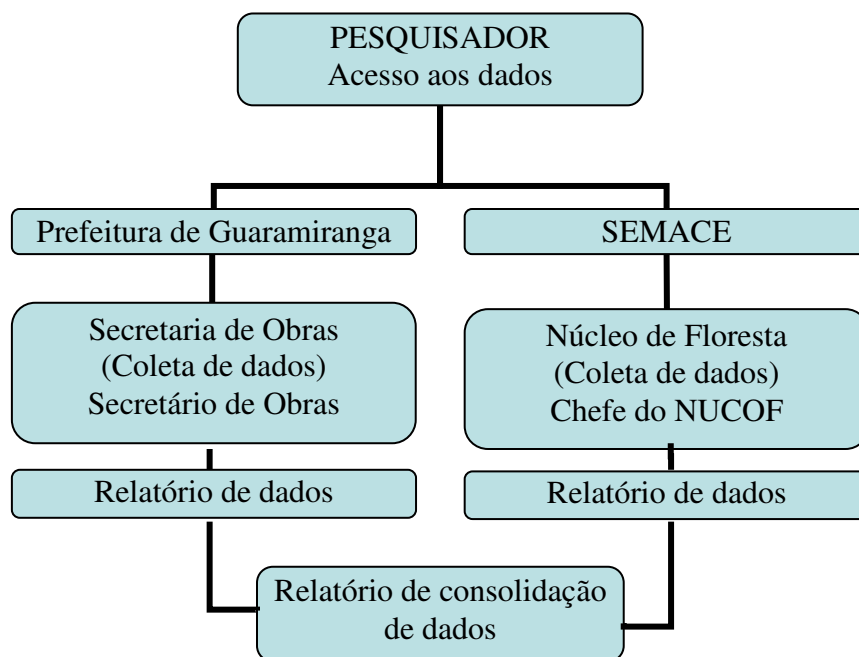 PESQUISADOR
Acesso aos dados
Prefeitura de Guaramiranga
SEMACE
Secretaria de Obras
(Coleta de dados)
Secretário de Obras
Núcleo de Floresta
(Coleta de dados)
Chefe do NUCOF
Relatório de dados
Relatório de dados
Relatório de consolidação
de dados